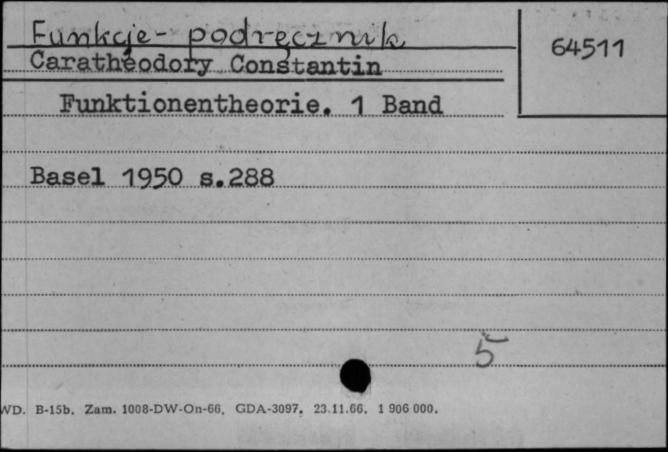 Funkcje - podręcznik
64511
Caratheodory Constantin
Funktionentheorie. 1 Band
Basel 1950 s.288
5
WD. B-15b. Zam. 1008-DW-On-66. GDA-3097. 23.11.66. 1 906 000.